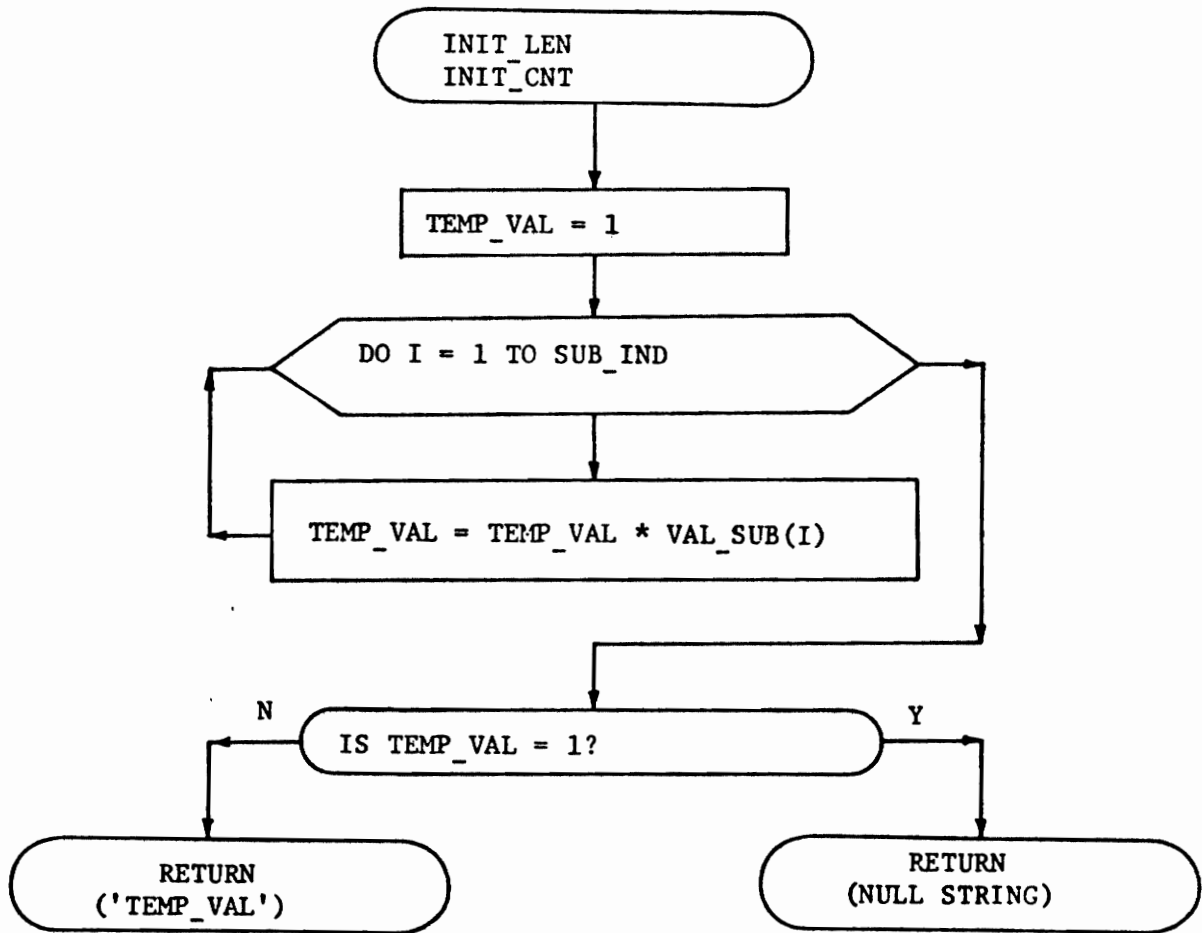 INIT_LEN
INIT_CNT
TEMP_VAL = 1
DO I = 1 TO SUB_IND
TEMP_VAL = TEMP_VAL * VAL_SUB(I)
N
Y
IS TEMP_VAL = 1?
RETURN
('TEMP_VAL')
RETURN
(NULL STRING)